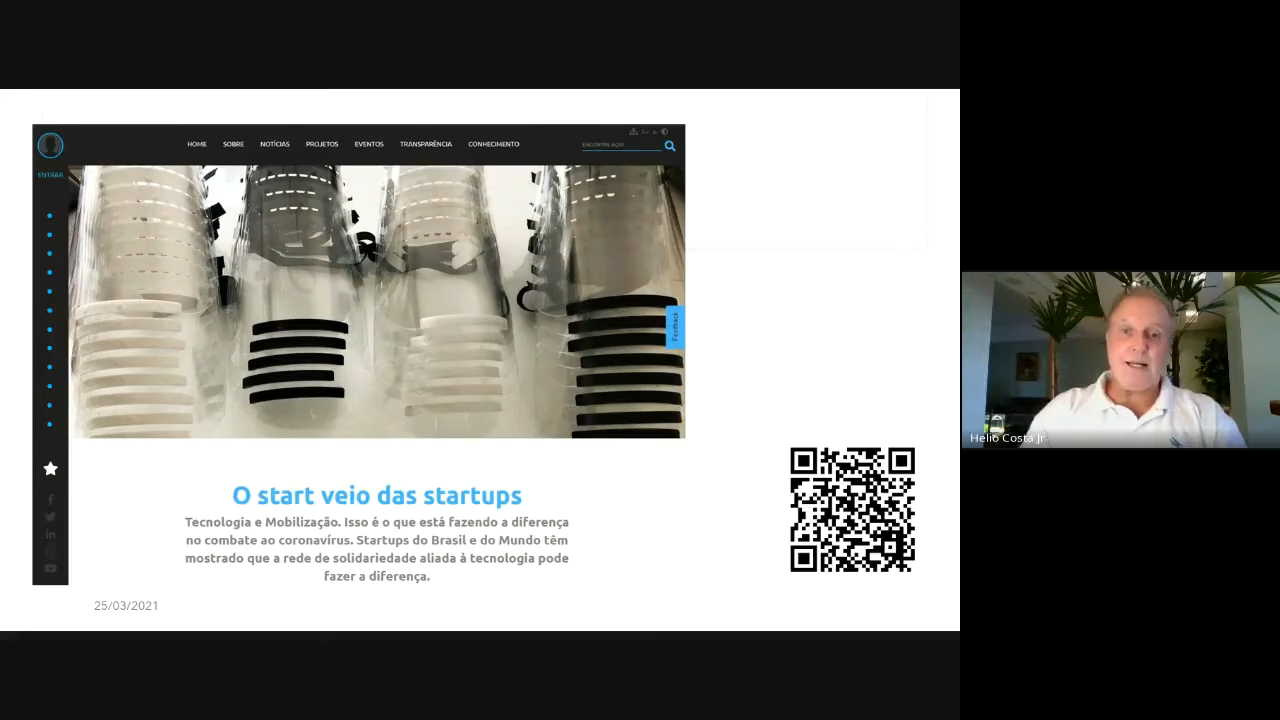 HOME SOBRE NOTÍCIAS PROJETOS EVENTOS TRANSPARÊNCIA CONHECIMENTO
A+ A-
ENCONTRE AQUI
ENTRAR
Feedback
O start veio das startups
Tecnologia e Mobilização. Isso é o que está fazendo a diferença
no combate ao coronavírus. Startups do Brasil e do Mundo têm
mostrado que a rede de solidariedade aliada à tecnologia pode
fazer a diferença.
25/03/2021
Helio Costa Jr